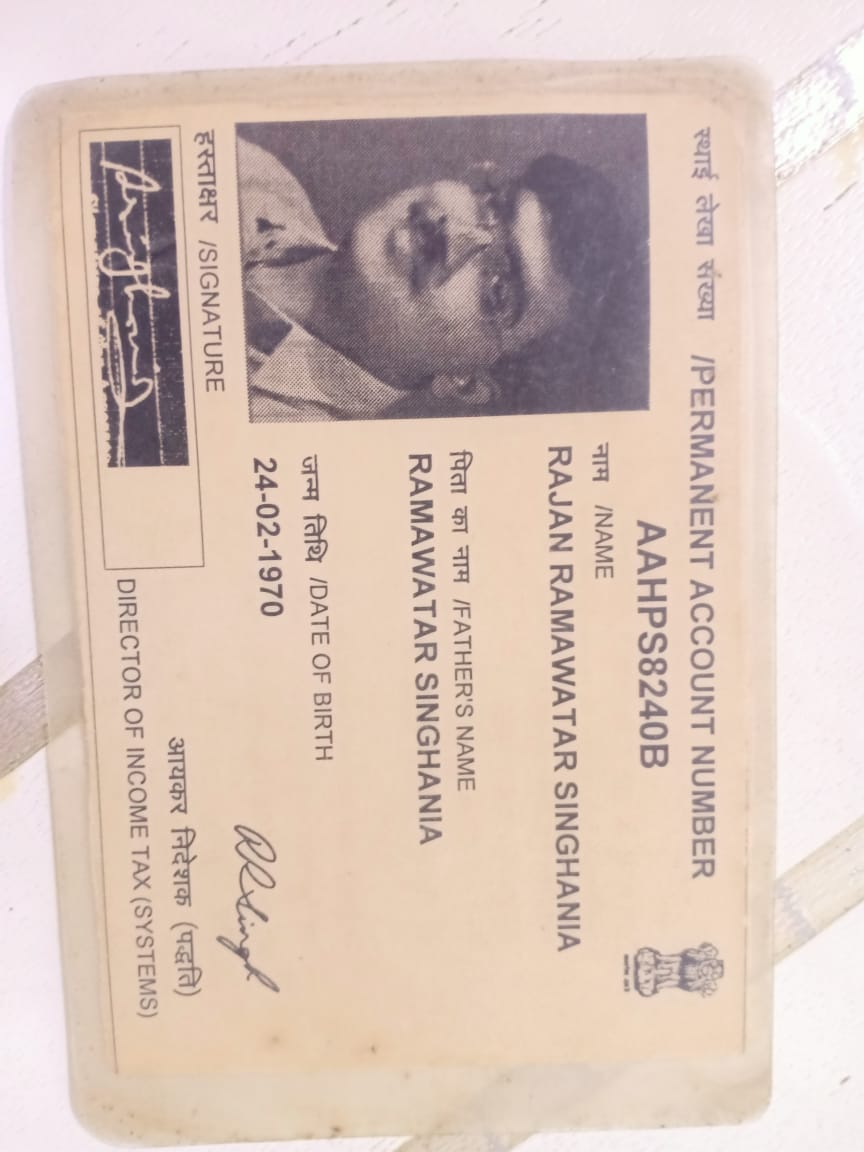 स्थाई लेखा संख्या /PERMANENT ACCOUNT NUMBER
AAHPS8240B
नाम /NAME
RAJAN RAMAWATAR SINGHANIA
पिता का नाम /FATHER'S NAME
RAMAWATAR SINGHANIA
जन्म तिथि /DATE OF BIRTH
24-02-1970
हस्ताक्षर /SIGNATURE
आयकर निदेशक (पद्धति)
DIRECTOR OF INCOME TAX (SYSTEMS)